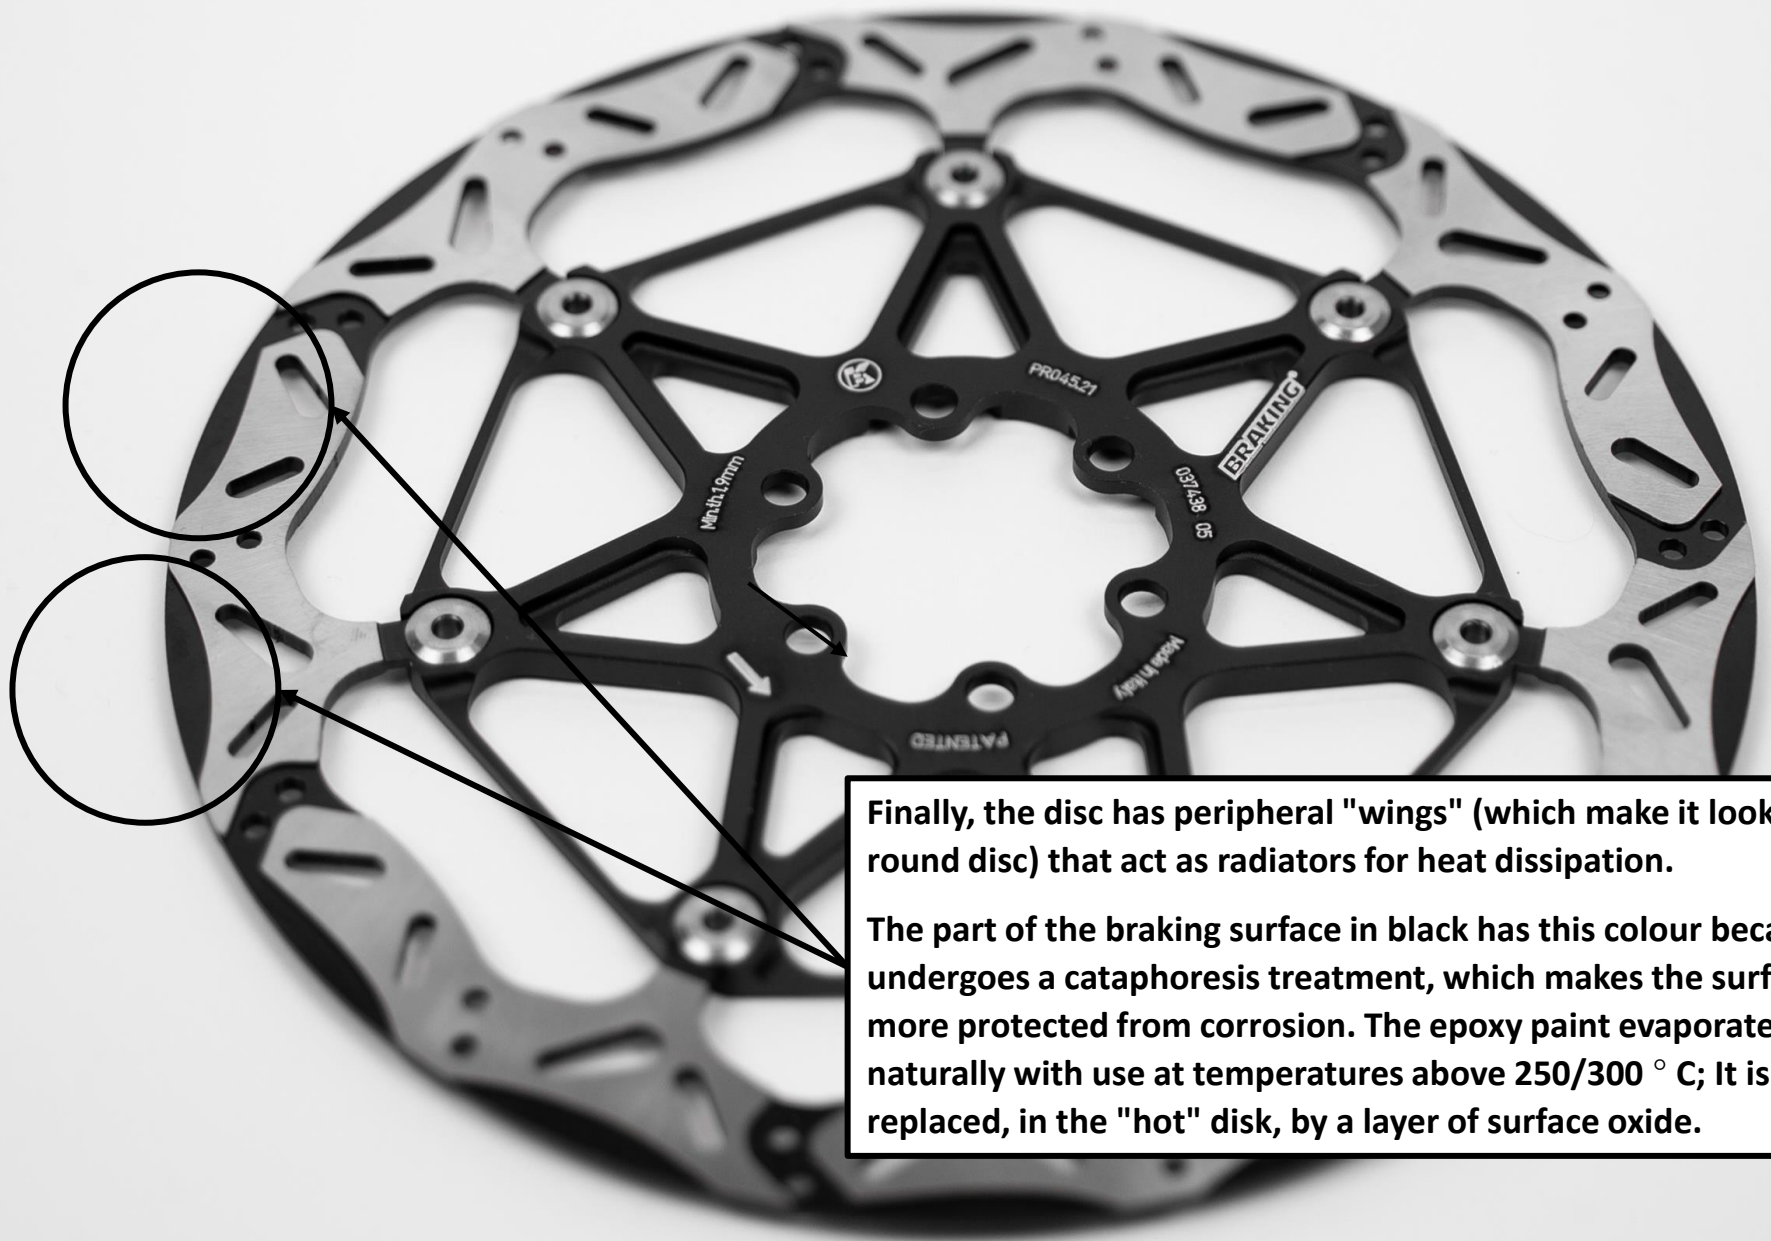 PR045.21
BRAKING
Min.th.1.9mm
037438 05
Made in Italy
PATENTED
Finally, the disc has peripheral "wings" (which make it look
round disc) that act as radiators for heat dissipation.
The part of the braking surface in black has this colour
undergoes a cataphoresis treatment, which makes the
more protected from corrosion. The epoxy paint
naturally with use at temperatures above 250/300 ° C; It is
replaced, in the "hot" disk, by a layer of surface oxide.